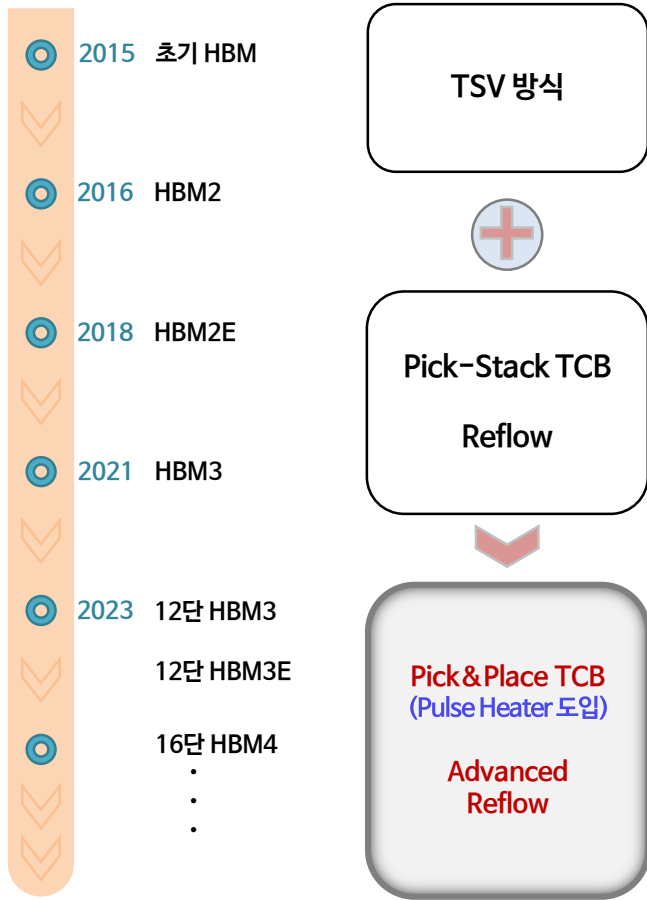 2015 초기 HBM
2016 HBM2
2018 HBM2E
2021 HBM3
2023 12단 HBM3
12단 HBM3E
16단 HBM4
.
.
.
TSV 방식
Pick-Stack TCB
Reflow
Pick&Place TCB
(Pulse Heater 도입)
Advanced
Reflow